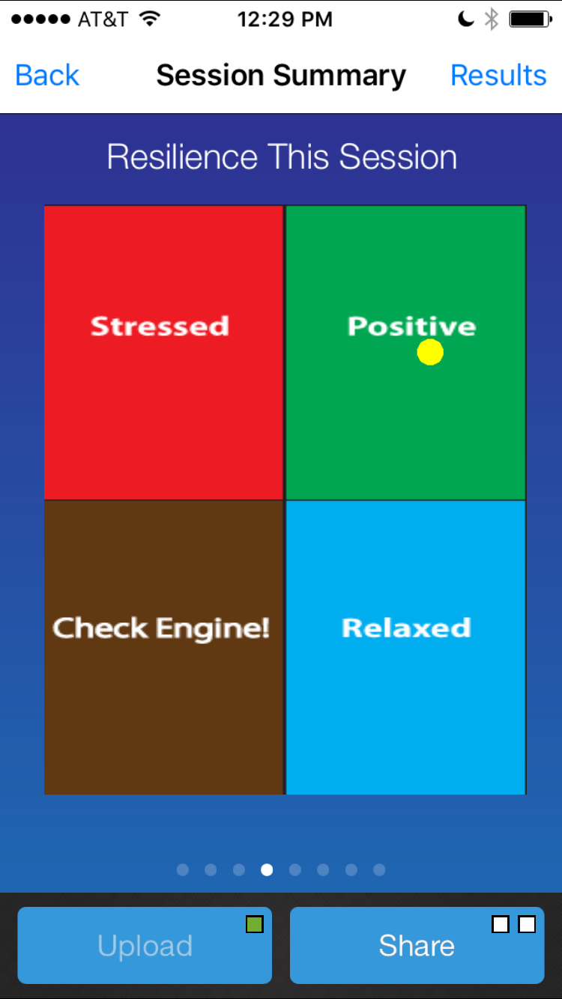 AT&T 12:29 PM
Back Session Summary Results
Resilience This Session
Stressed Positive
Check Engine! Relaxed
Upload Share